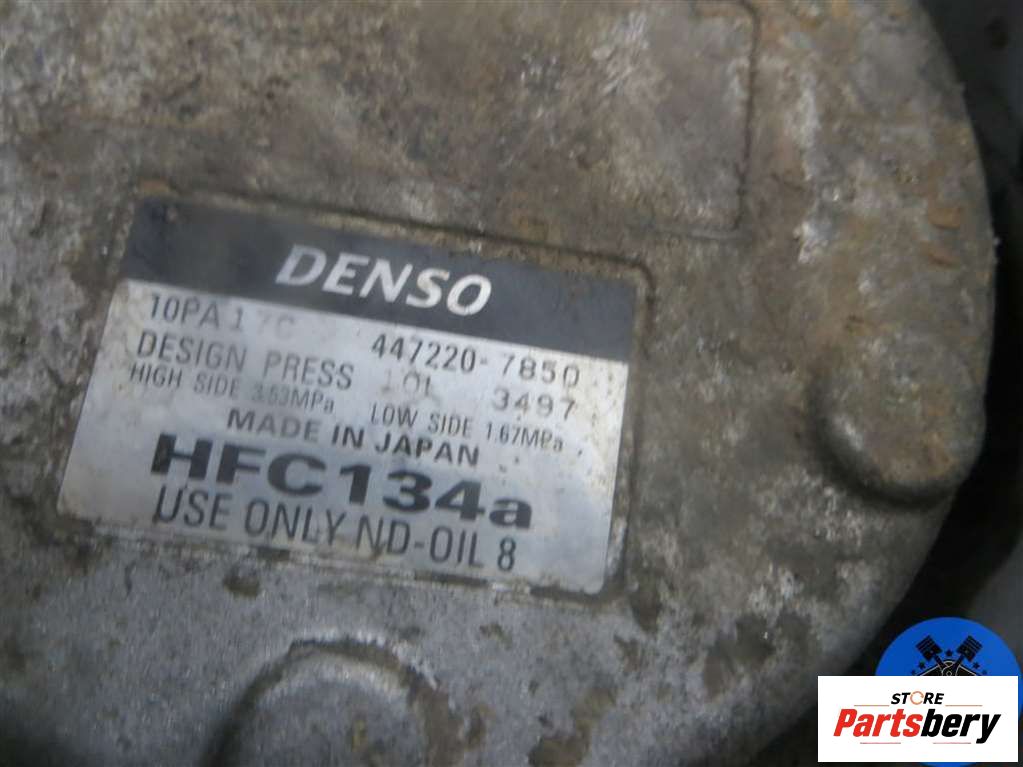 DENSO
10PA17C 447220-7850
DESIGN PRESS 3497
HIGH SIDE 3.53MPa LOW SIDE 1.67MPa
MADE IN JAPAN
HFC134a
USE ONLY ND-OIL 8
STORE
Partsbery